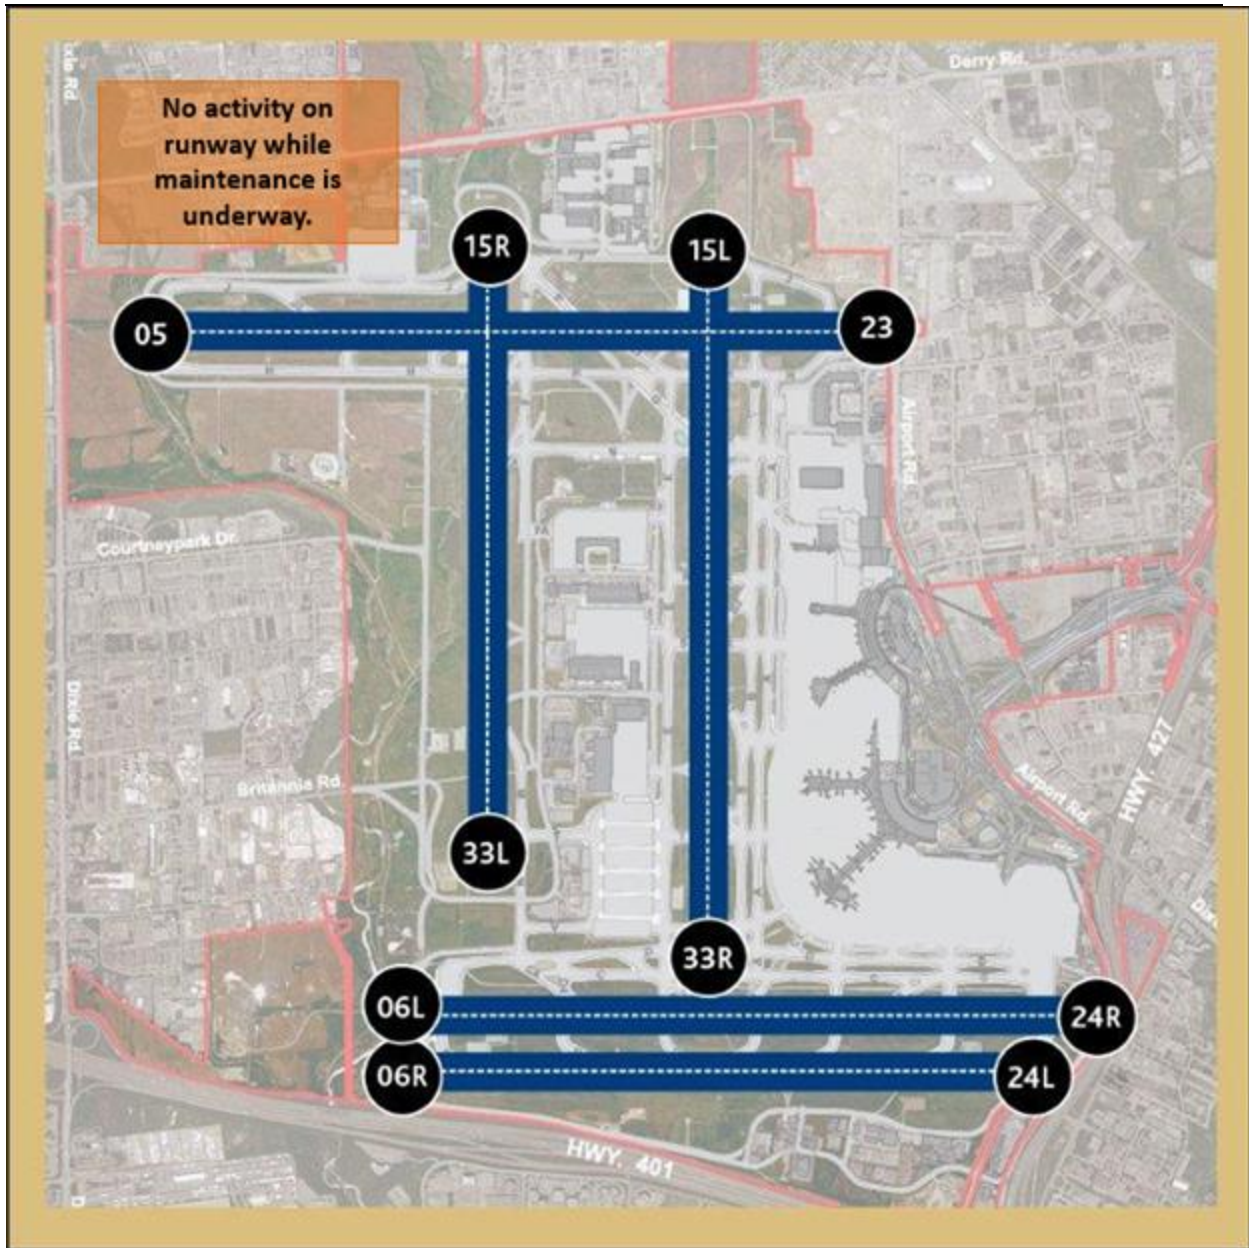 Derry Rd.
No activity on
runway while
maintenance is
underway.
15R
15L
05
23
Airport Rd.
Courtneypark Dr.
Dixie Rd.
Britannia Rd.
HWY. 427
Airport Rd.
33L
33R
06L
24R
06R
24L
HWY. 401